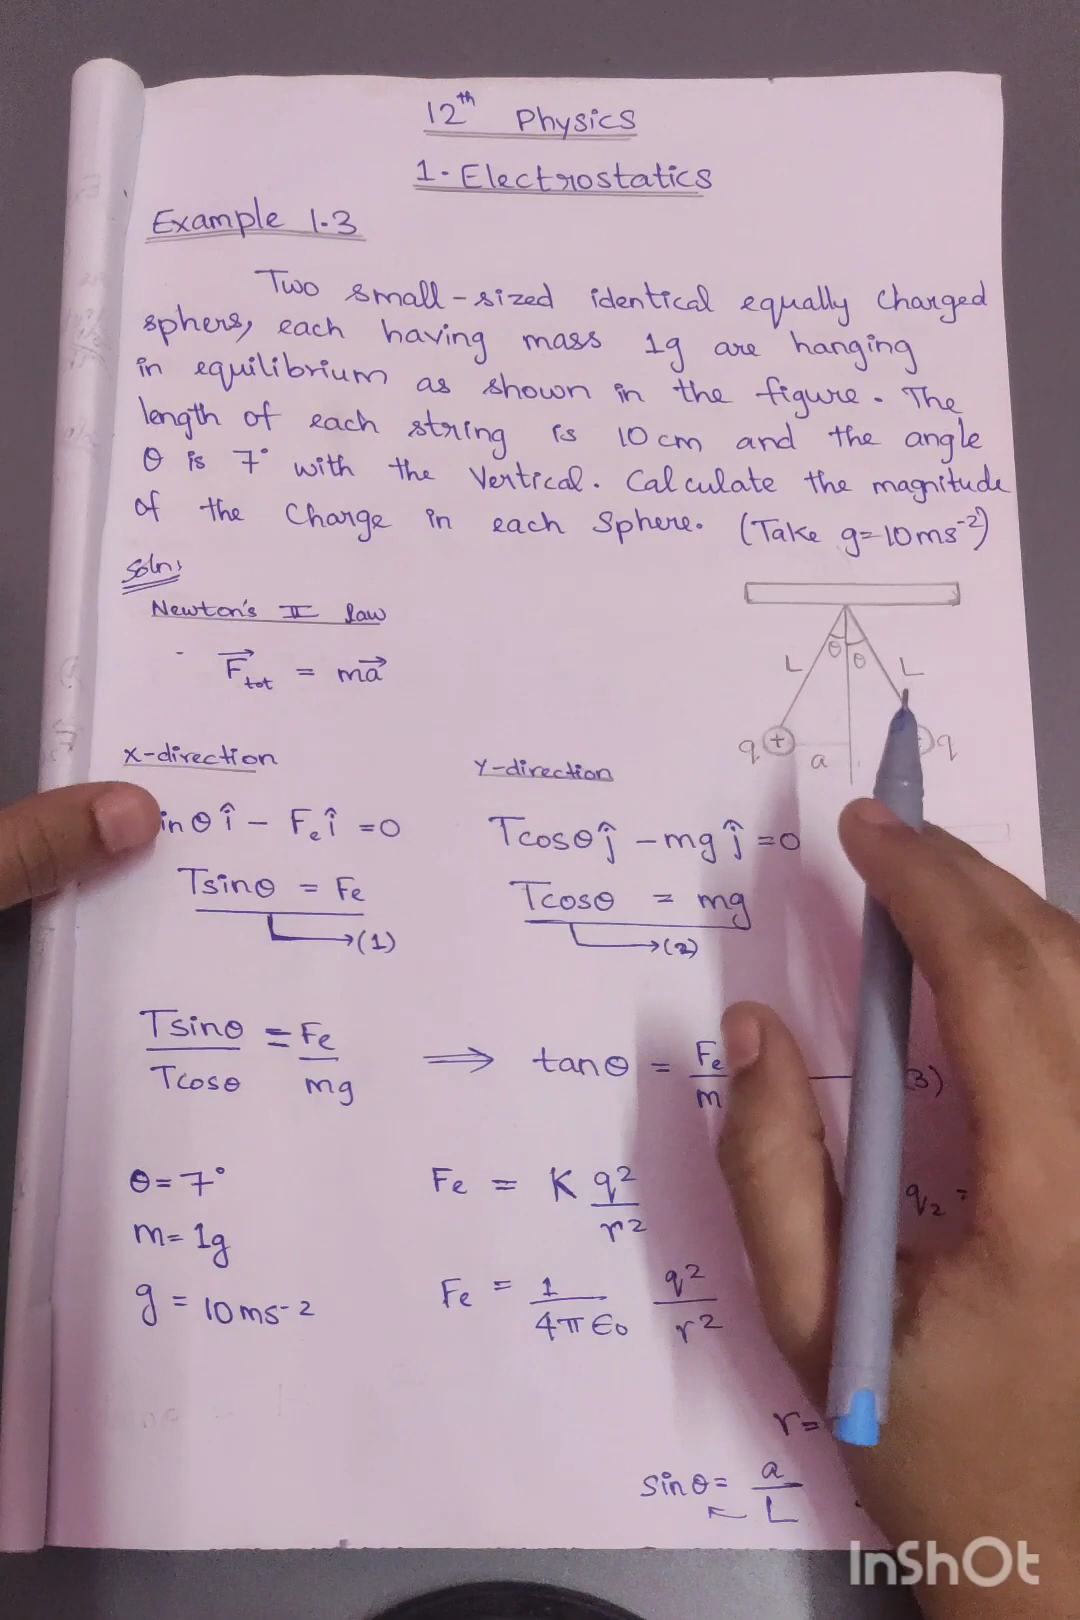 12th Physics
1. Electrostatics
Example 1.3
Two small-sized identical equally charged
sphers, each having mass 1g are hanging
in equilibrium as shown in the figure. The
length of each string is 10cm and the angle
θ is 7° with the vertical. Calculate the magnitude
of the charge in each sphere. (Take g=10ms⁻²)
Soln:
Newton's II law
F⃗tot = ma⃗
θ θ
L L
q + a q
x-direction
Y-direction
inθ î - Fe î = 0
Tcosθ ĵ - mg ĵ = 0
Tsinθ = Fe
Tcosθ = mg
→(1)
→(2)
Tsinθ/Tcosθ = Fe/mg ⟹ tanθ = Fe/m — 3)
θ = 7°
Fe = K q²/r²
q₂ =
m = 1g
g = 10ms-2
Fe = 1/4πε₀ q²/r²
r =
sinθ = a/L
InShOt